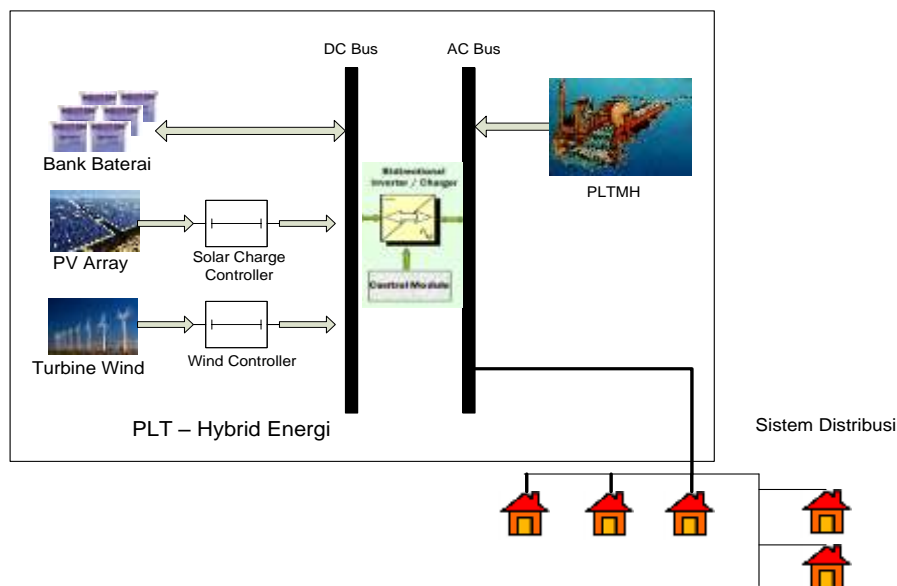 DC Bus
AC Bus
Bank Baterai
Bidirectional
Inverter / Charger
PLTMH
PV Array
Solar Charge
Controller
Control Module
Turbine Wind
Wind Controller
PLT – Hybrid Energi
Sistem Distribusi